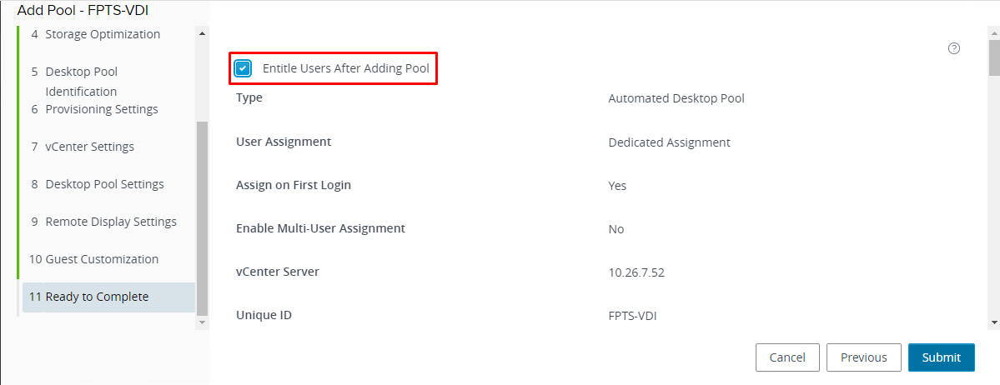 Add Pool - FPTS-VDI
4 Storage Optimization
5 Desktop Pool
Identification
6 Provisioning Settings
7 vCenter Settings
8 Desktop Pool Settings
9 Remote Display Settings
10 Guest Customization
11 Ready to Complete
Entitle Users After Adding Pool
Type Automated Desktop Pool
User Assignment Dedicated Assignment
Assign on First Login Yes
Enable Multi-User Assignment No
vCenter Server 10.26.7.52
Unique ID FPTS-VDI
Cancel Previous Submit